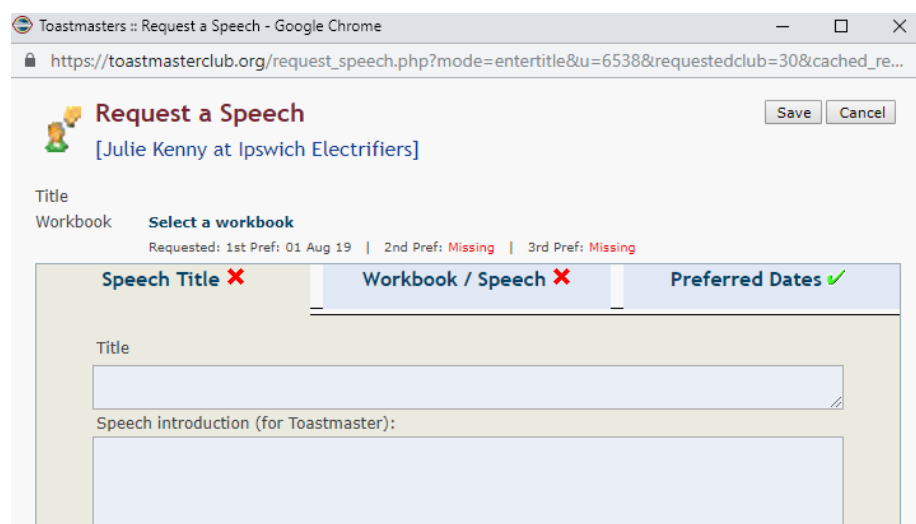 Toastmasters :: Request a Speech - Google Chrome
https://toastmasterclub.org/request_speech.php?mode=entertitle&u=6538&requestedclub=30&cached_re...
Request a Speech
Save Cancel
[Julie Kenny at Ipswich Electrifiers]
Title
Workbook Select a workbook
Requested: 1st Pref: 01 Aug 19 | 2nd Pref: Missing | 3rd Pref: Missing
Speech Title Workbook / Speech Preferred Dates
Title
Speech introduction (for Toastmaster):